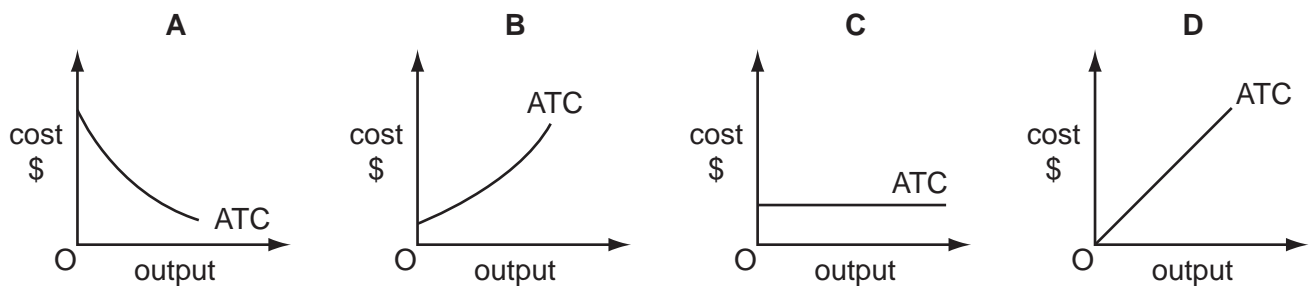 A
cost
$
ATC
O
output
B
cost
$
ATC
O
output
C
cost
$
ATC
O
output
D
cost
$
ATC
O
output